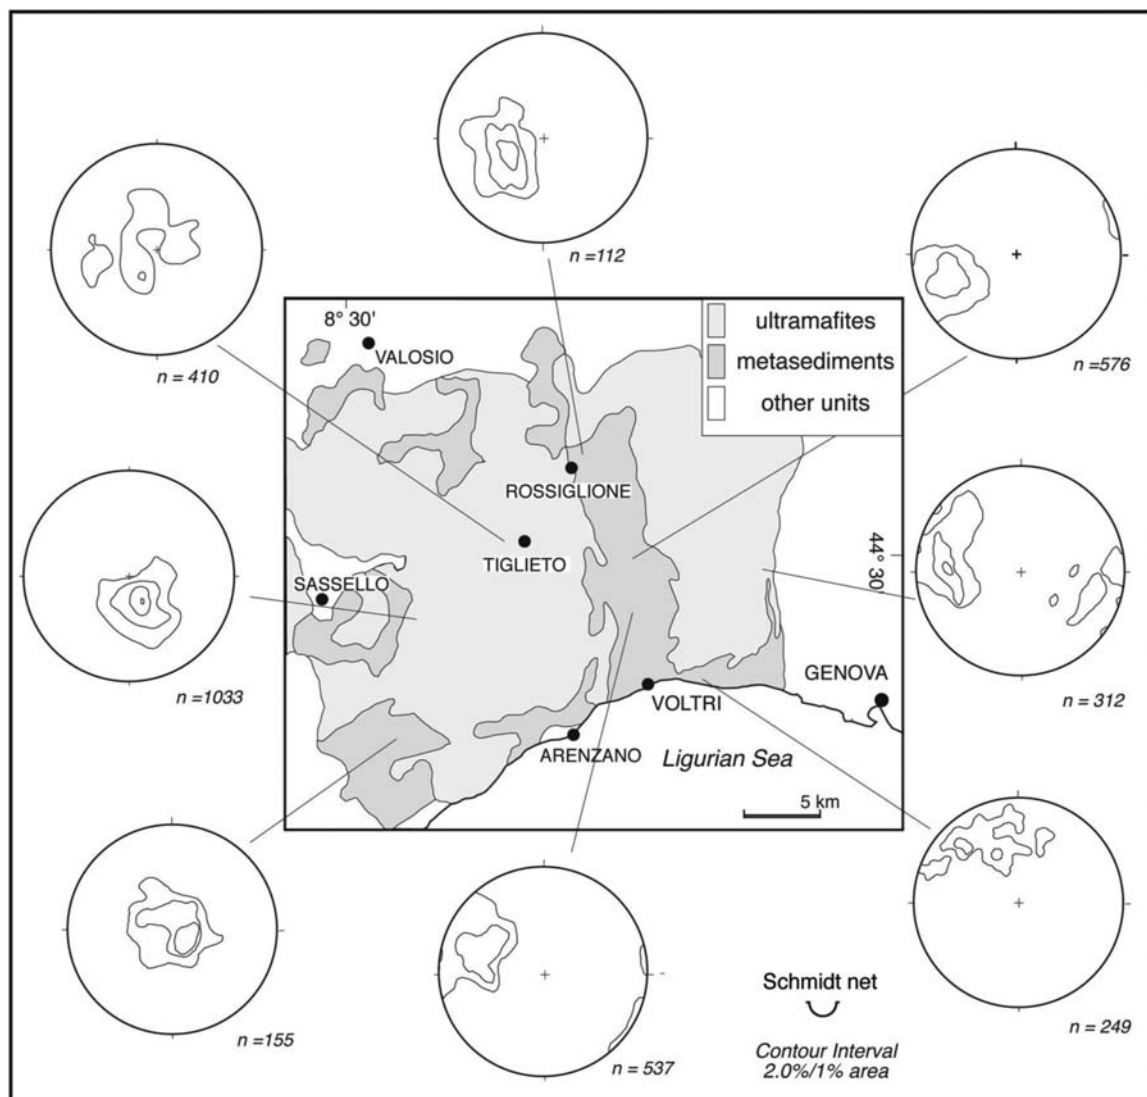 n =112
n = 410
n =576
8° 30'
VALOSIO
ultramafites
metasediments
other units
ROSSIGLIONE
TIGLIETO
44° 30'
SASSELLO
n =1033
n =312
GENOVA
VOLTRI
ARENZANO
Ligurian Sea
5 km
n =155
n = 537
n = 249
Schmidt net
Contour Interval
2.0%/1% area